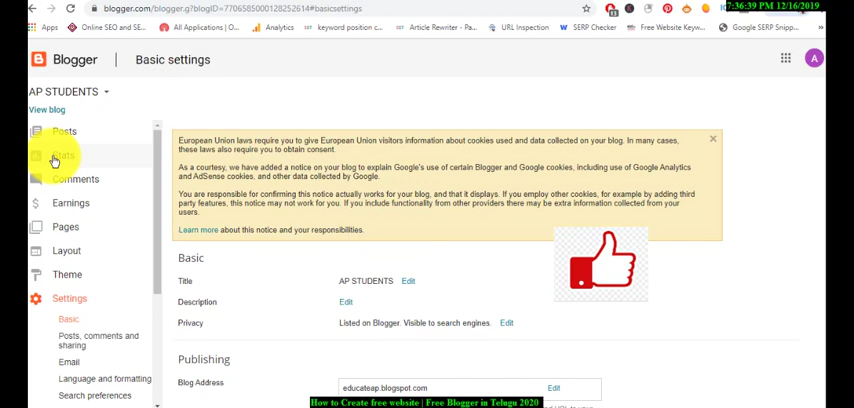 blogger.com/blogger.g?blogID=7706585000128252614#basicsettings
7:36:39 PM 12/16/2019
Apps
Online SEO and SE...
All Applications | O...
Analytics
keyword position c...
Article Rewriter - Pa...
URL Inspection
SERP Checker
Free Website Keyw...
Google SERP Snipp...
»
Blogger
Basic settings
A
AP STUDENTS
View blog
Posts
Stats
Comments
Earnings
Pages
Layout
Theme
Settings
Basic
Posts, comments and
sharing
Email
Language and formatting
Search preferences
European Union laws require you to give European Union visitors information about cookies used and data collected on your blog. In many cases,
these laws also require you to obtain consent.
As a courtesy, we have added a notice on your blog to explain Google's use of certain Blogger and Google cookies, including use of Google Analytics
and AdSense cookies, and other data collected by Google.
You are responsible for confirming this notice actually works for your blog, and that it displays. If you employ other cookies, for example by adding third
party features, this notice may not work for you. If you include functionality from other providers there may be extra information collected from your
users.
Learn more about this notice and your responsibilities.
Basic
Title AP STUDENTS Edit
Description Edit
Privacy Listed on Blogger. Visible to search engines. Edit
Publishing
Blog Address educateap.blogspot.com Edit
How to Create free website | Free Blogger in Telugu 2020